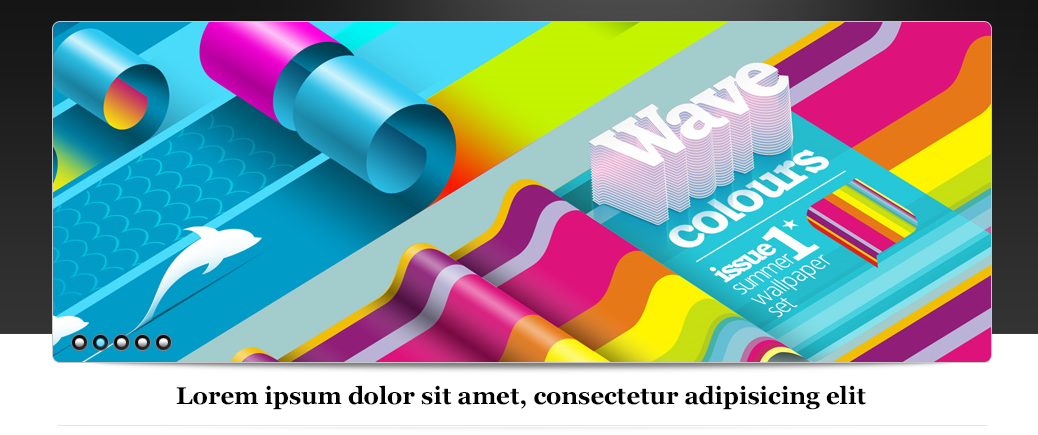 Wave
colours
issue 1
summer
wallpaper
set
Lorem ipsum dolor sit amet, consectetur adipisicing elit